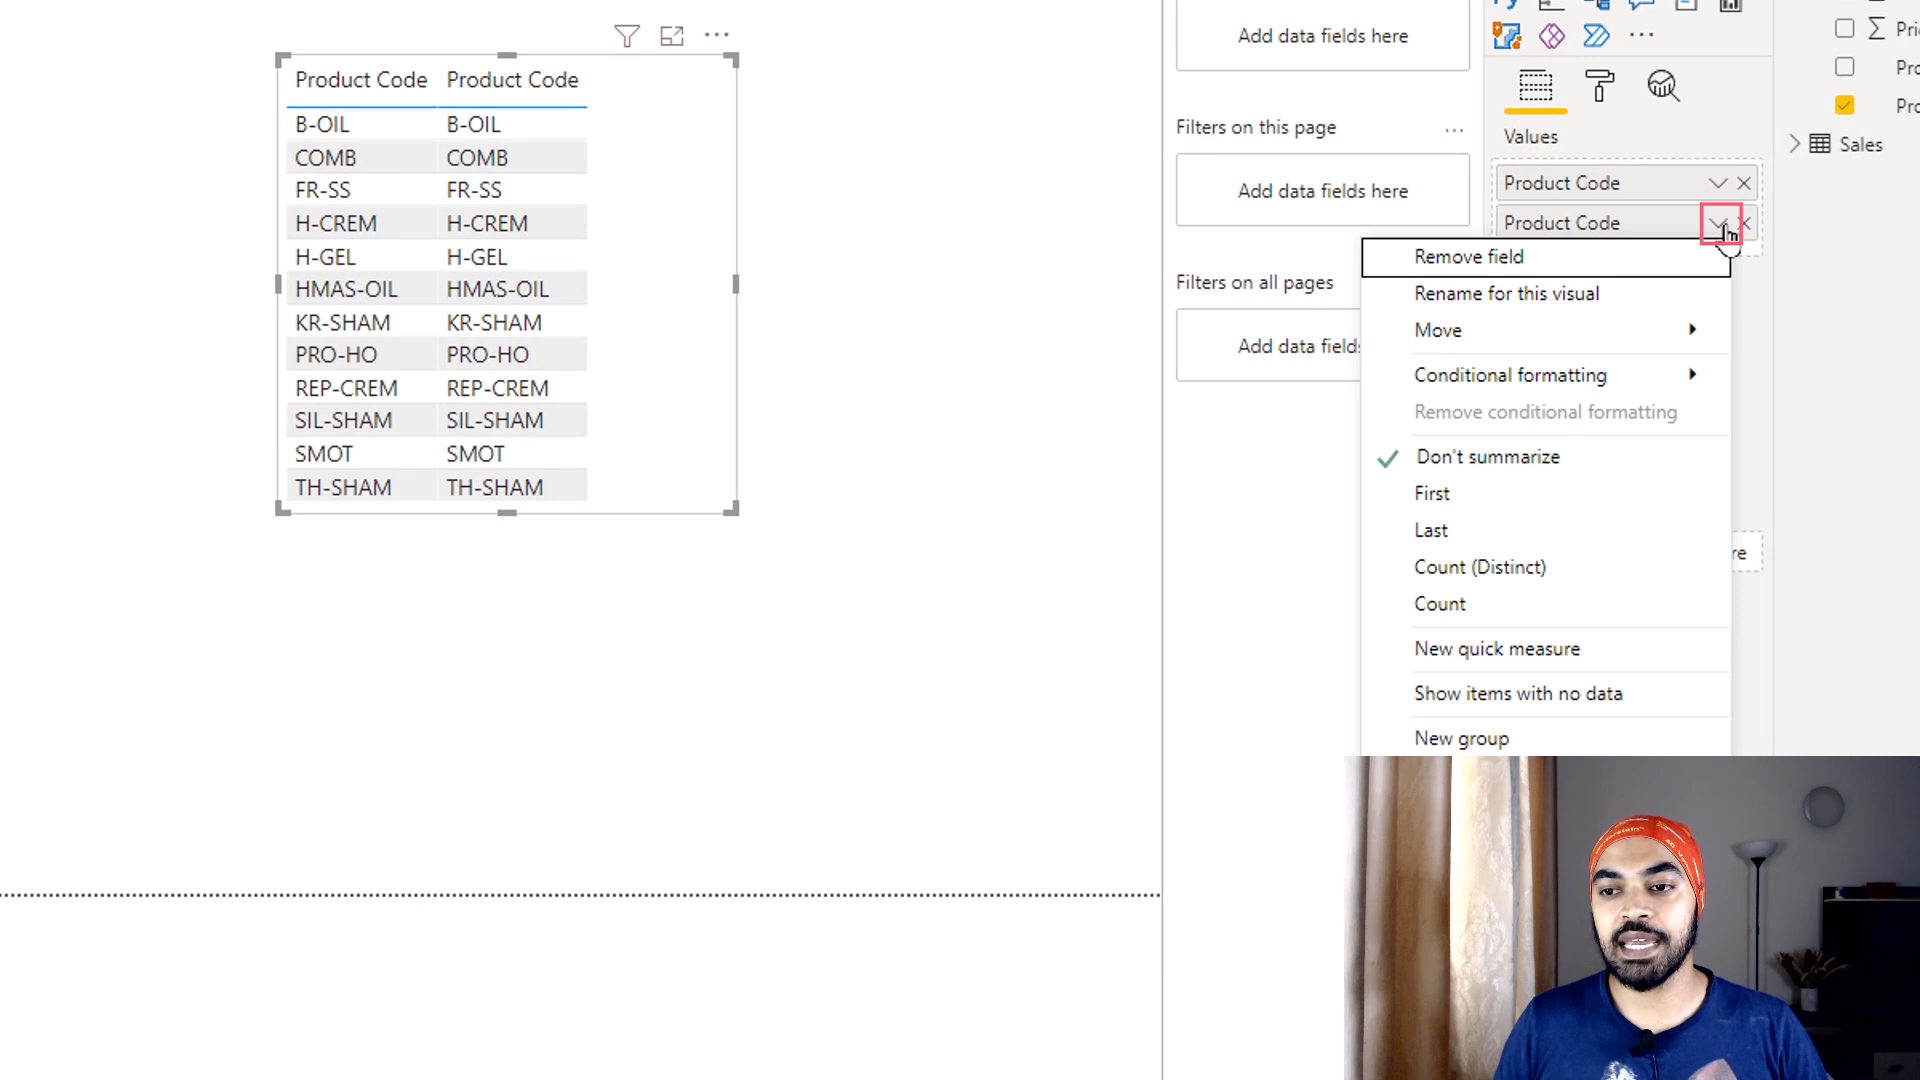 Product Code Product Code
B-OIL B-OIL
COMB COMB
FR-SS FR-SS
H-CREM H-CREM
H-GEL H-GEL
HMAS-OIL HMAS-OIL
KR-SHAM KR-SHAM
PRO-HO PRO-HO
REP-CREM REP-CREM
SIL-SHAM SIL-SHAM
SMOT SMOT
TH-SHAM TH-SHAM
Add data fields here
Filters on this page
Add data fields here
Filters on all pages
Add data fields
Values
Product Code
Product Code
Remove field
Rename for this visual
Move
Conditional formatting
Remove conditional formatting
Don't summarize
First
Last
Count (Distinct)
Count
New quick measure
Show items with no data
New group
re
Pri
Pro
Pro
Sales